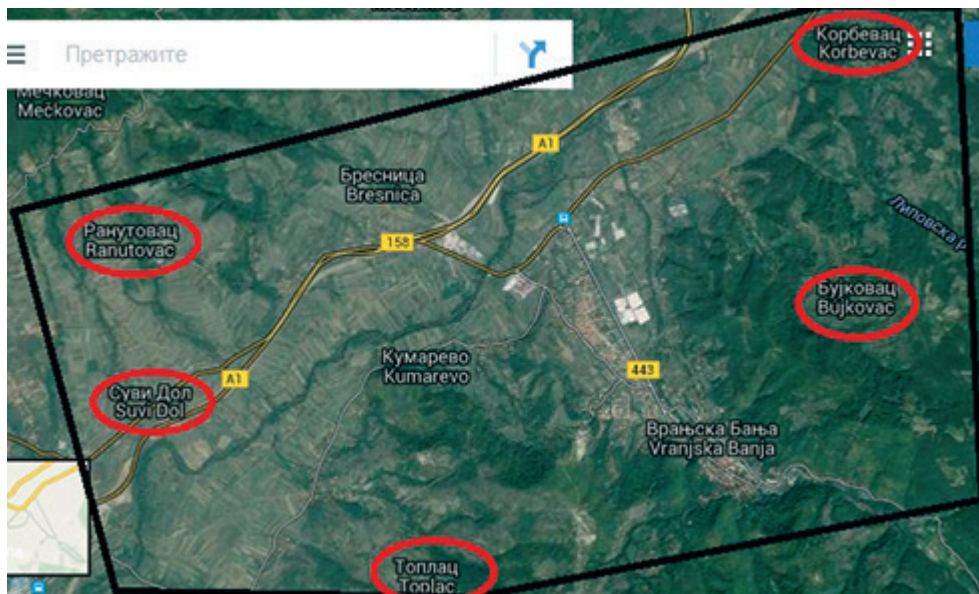 Претражите
Корбевац
Korbevac
Мечковац
Mečkovac
A1
Бресница
Bresnica
Ранутовац
Ranutovac
158
Липовска р
Бујковац
Bujkovac
Кумарево
Kumarevo
A1
443
Суви Дол
Suvi Dol
Врањска Бања
Vranjska Banja
Топлац
Toplac